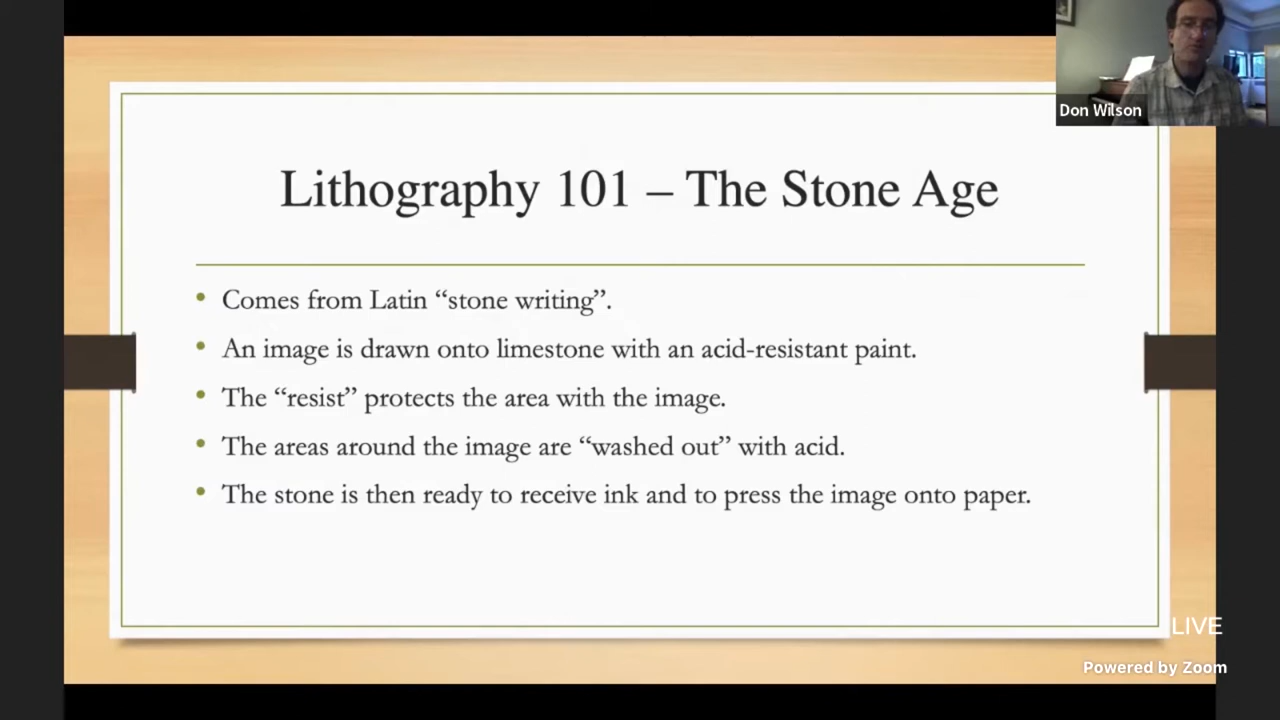 Don Wilson
Lithography 101 – The Stone Age
• Comes from Latin “stone writing”.
• An image is drawn onto limestone with an acid-resistant paint.
• The “resist” protects the area with the image.
• The areas around the image are “washed out” with acid.
• The stone is then ready to receive ink and to press the image onto paper.
LIVE
Powered by Zoom